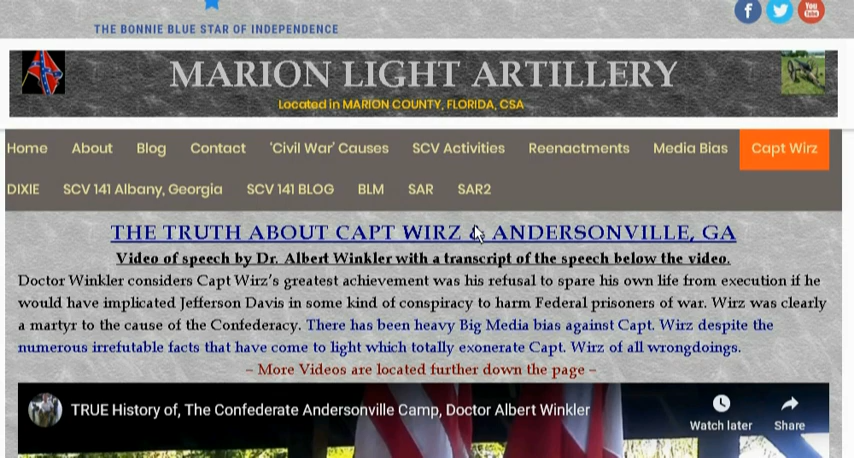 THE BONNIE BLUE STAR OF INDEPENDENCE
You
Tube
MARION LIGHT ARTILLERY
Located in MARION COUNTY, FLORIDA, CSA
Home About Blog Contact 'Civil War' Causes SCV Activities Reenactments Media Bias Capt Wirz
DIXIE SCV 141 Albany, Georgia SCV 141 BLOG BLM SAR SAR2
THE TRUTH ABOUT CAPT WIRZ & ANDERSONVILLE, GA
Video of speech by Dr. Albert Winkler with a transcript of the speech below the video.
Doctor Winkler considers Capt Wirz's greatest achievement was his refusal to spare his own life from execution if he
would have implicated Jefferson Davis in some kind of conspiracy to harm Federal prisoners of war. Wirz was clearly
a martyr to the cause of the Confederacy. There has been heavy Big Media bias against Capt. Wirz despite the
numerous irrefutable facts that have come to light which totally exonerate Capt. Wirz of all wrongdoings.
~ More Videos are located further down the page ~
TRUE History of, The Confederate Andersonville Camp, Doctor Albert Winkler
Watch later Share